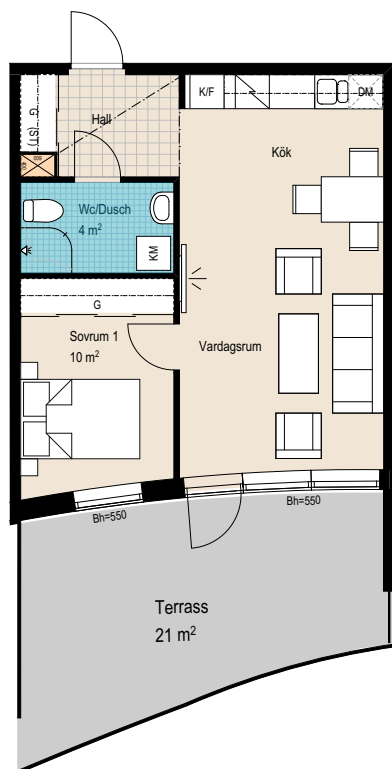 K/F
DM
G
(ST)
Hall
Kök
Wc/Dusch
4 m²
KM
G
Sovrum 1
10 m²
Vardagsrum
Bh=550
Bh=550
Terrass
21 m²